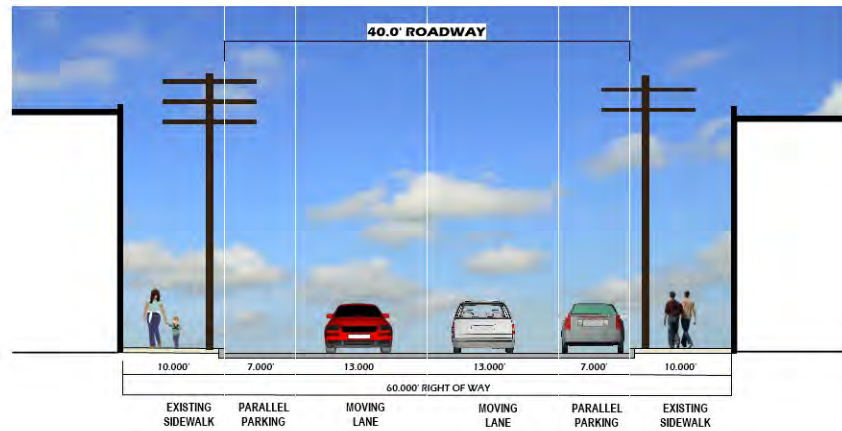 40.0' ROADWAY
10.000' 7.000' 13.000 13.000' 7.000' 10.000'
60.000' RIGHT OF WAY
EXISTING SIDEWALK
PARALLEL PARKING
MOVING LANE
MOVING LANE
PARALLEL PARKING
EXISTING SIDEWALK